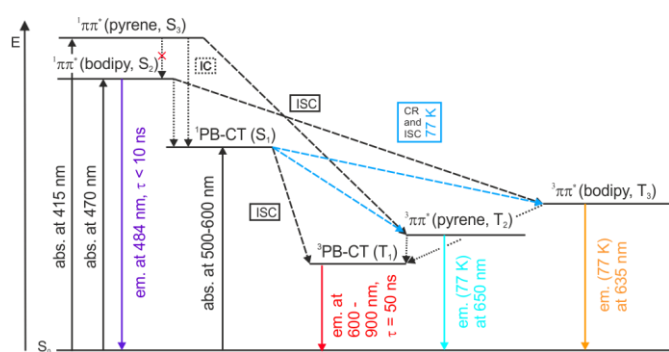 E
¹ππ*(pyrene, S₃)
¹ππ*(bodipy, S₂)
IC
ISC
CR
and
ISC
77 K
¹PB-CT (S₁)
³ππ*(bodipy, T₃)
³ππ*(pyrene, T₂)
ISC
³PB-CT (T₁)
abs. at 415 nm
abs. at 470 nm
em. at 484 nm, τ < 10 ns
abs. at 500-600 nm
em. at
600 -
900 nm,
τ = 50 ns
em. (77 K)
at 650 nm
em. (77 K)
at 635 nm